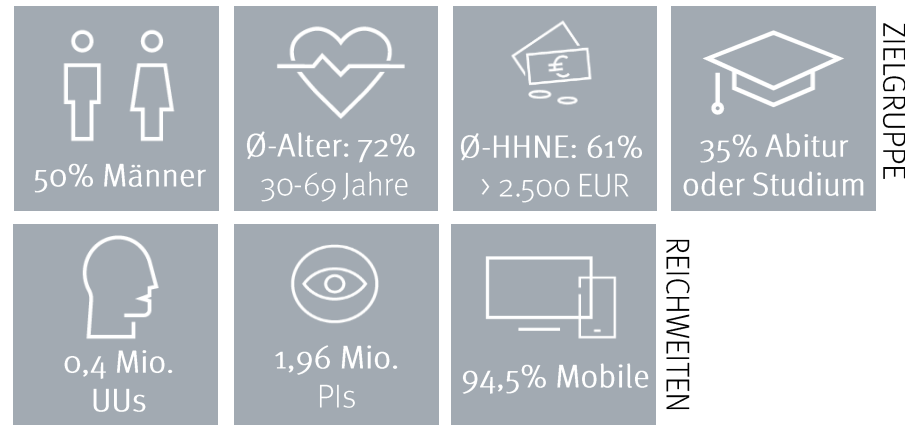 50% Männer
Ø-Alter: 72%
30-69 Jahre
€
Ø-HHNE: 61%
> 2.500 EUR
35% Abitur
oder Studium
ZIELGRUPPE
0,4 Mio.
UUs
1,96 Mio.
PIs
94,5% Mobile
REICHWEITEN